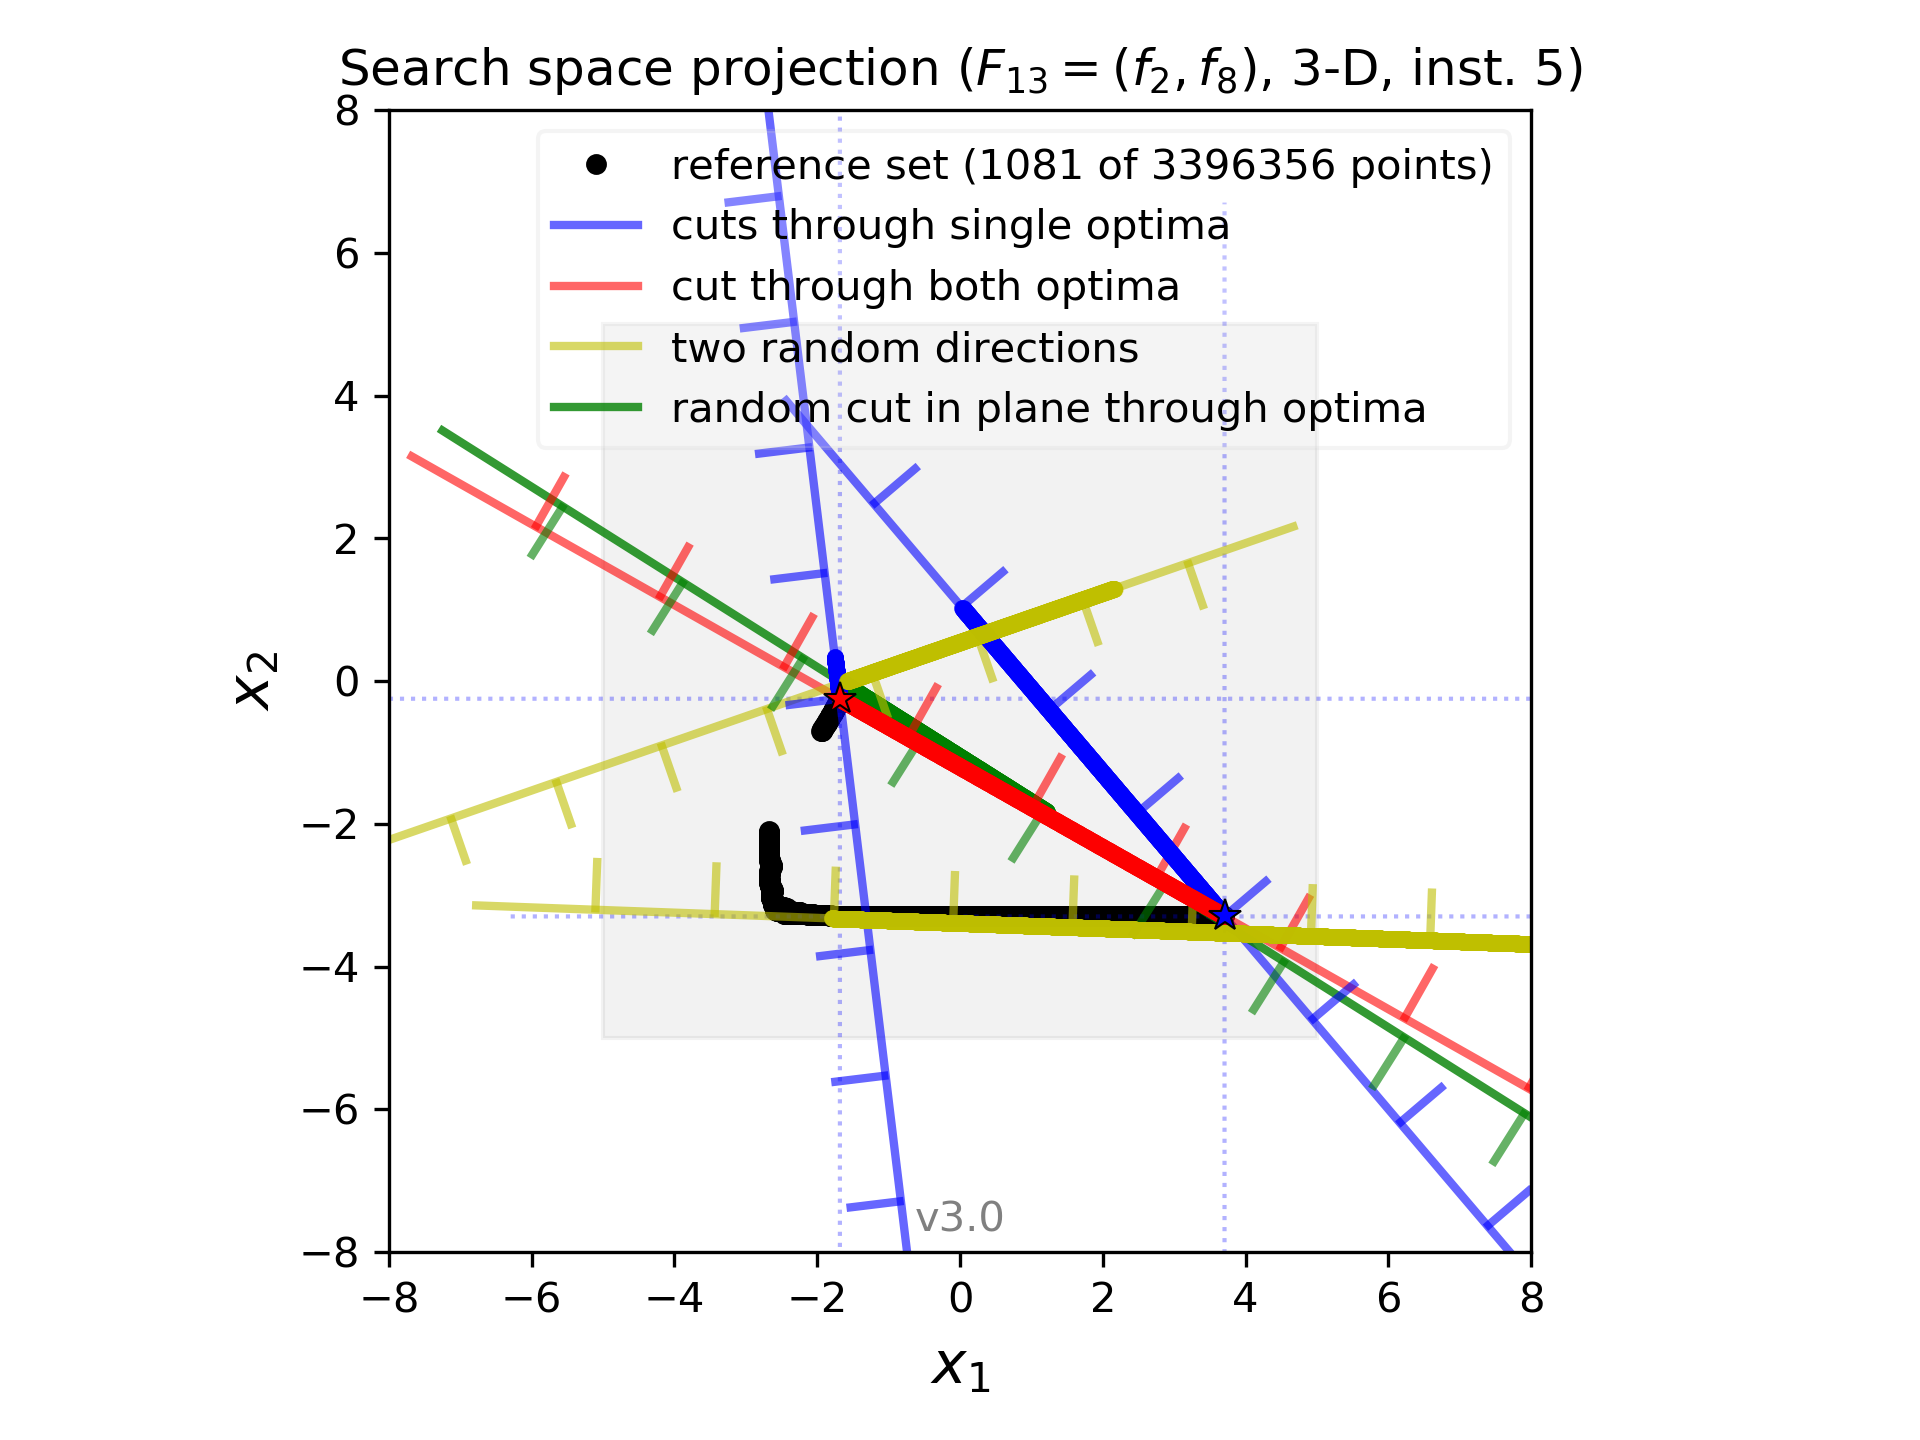 Search space projection (F₁₃ = (f₂, f₈), 3-D, inst. 5)
reference set (1081 of 3396356 points)
cuts through single optima
cut through both optima
two random directions
random cut in plane through optima
8
6
4
2
0
−2
−4
−6
−8
x₂
v3.0
−8 −6 −4 −2 0 2 4 6 8
x₁